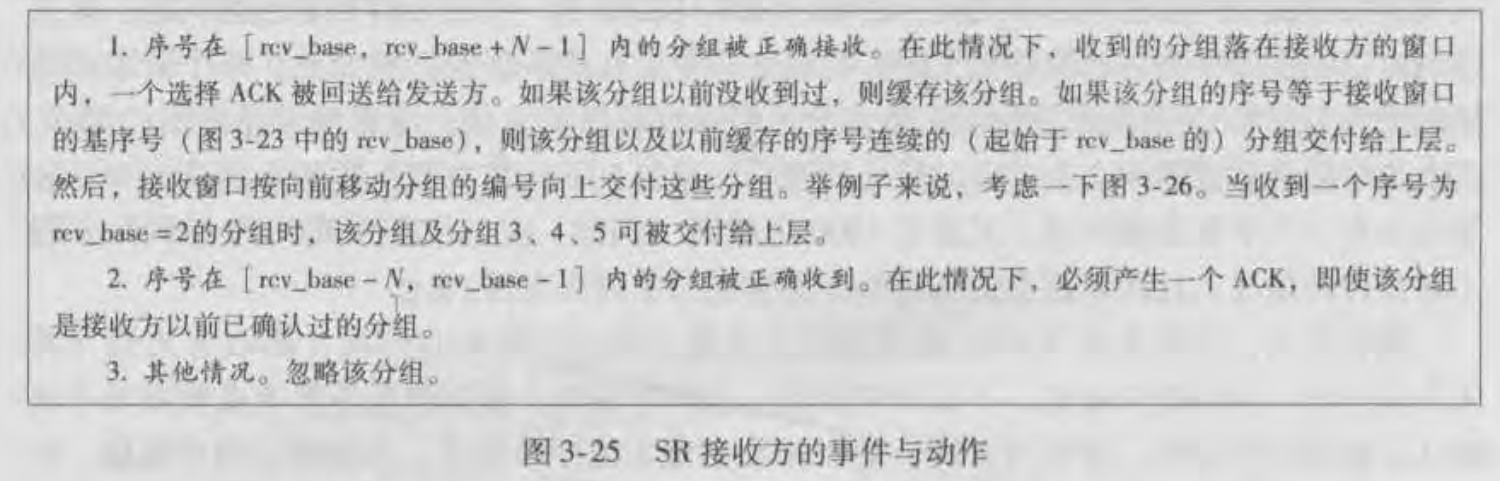 1. 序号在［rcv_base，rcv_base + N − 1］内的分组被正确接收。在此情况下，收到的分组落在接收方的窗口
内，一个选择 ACK 被回送给发送方。如果该分组以前没收到过，则缓存该分组。如果该分组的序号等于接收窗口
的基序号（图 3-23 中的 rcv_base），则该分组以及以前缓存的序号连续的（起始于 rcv_base 的）分组交付给上层。
然后，接收窗口按向前移动分组的编号向上交付这些分组。举例子来说，考虑一下图 3-26。当收到一个序号为
rcv_base = 2的分组时，该分组及分组 3、4、5 可被交付给上层。
2. 序号在［rcv_base − N，rcv_base − 1］内的分组被正确收到。在此情况下，必须产生一个 ACK，即使该分组
是接收方以前已确认过的分组。
3. 其他情况。忽略该分组。
图 3-25 SR 接收方的事件与动作